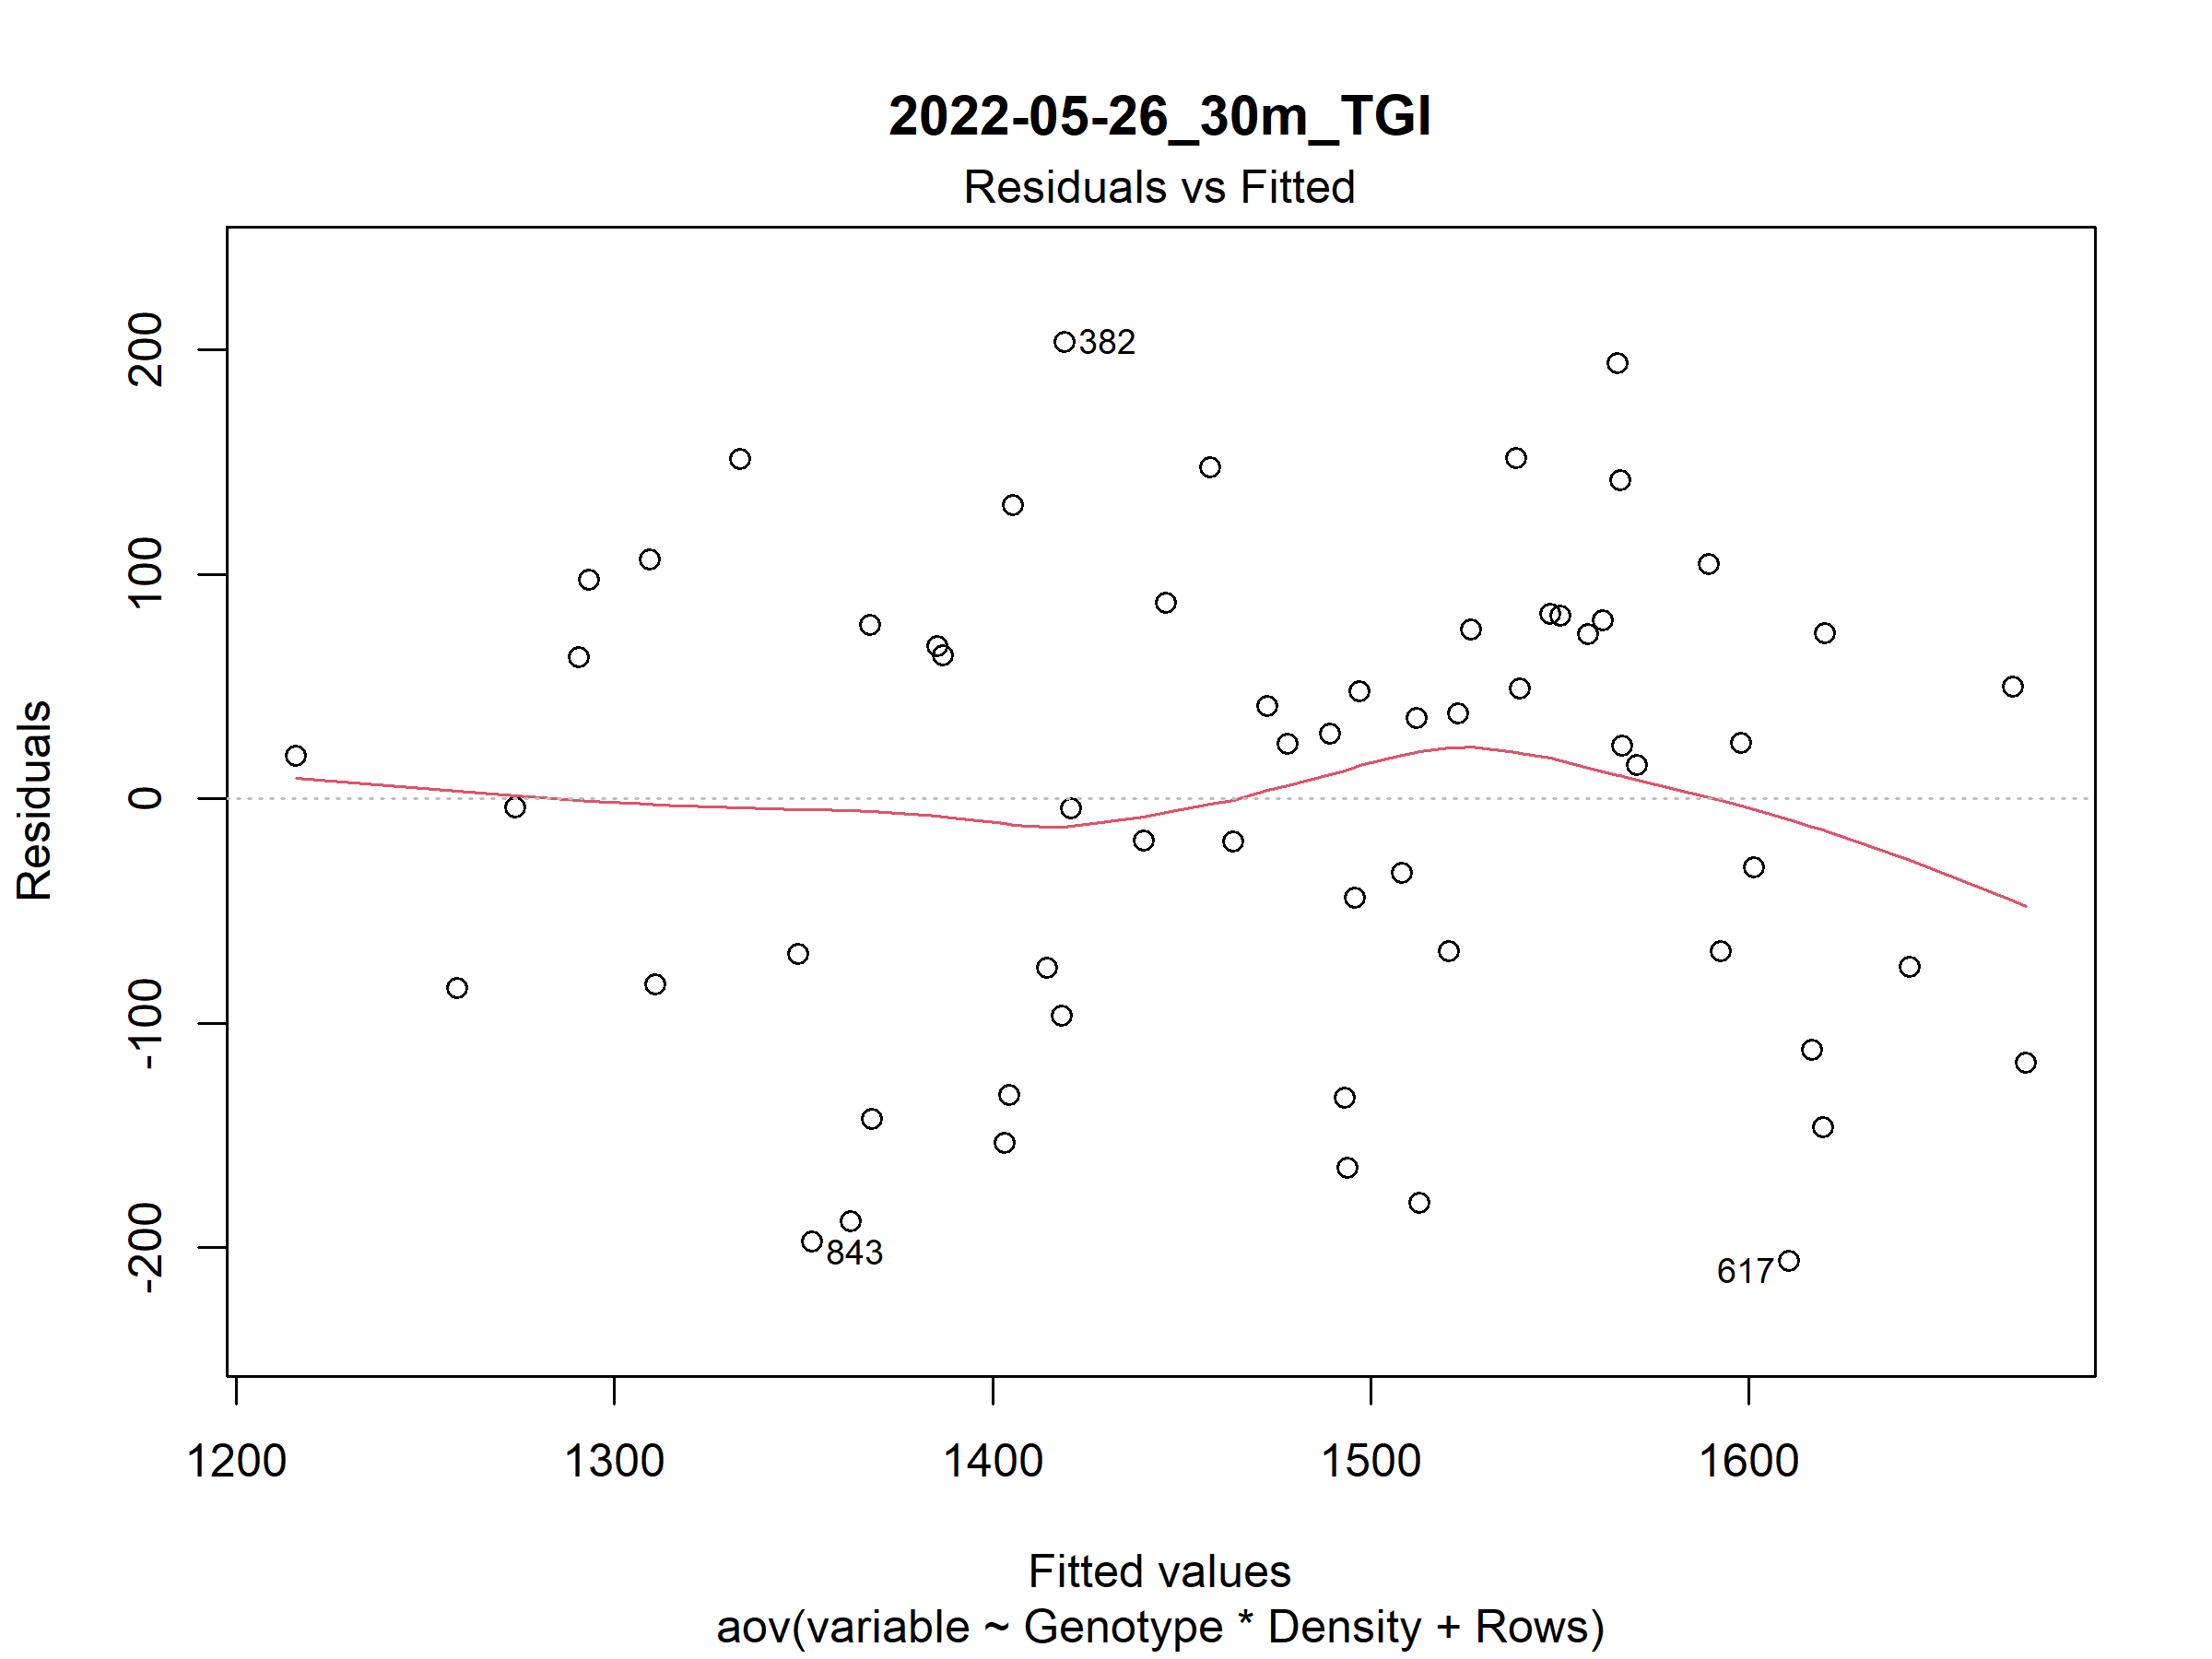 2022-05-26_30m_TGI
Residuals vs Fitted
Residuals
200
100
0
-100
-200
382
843
617
1200 1300 1400 1500 1600
Fitted values
aov(variable ~ Genotype * Density + Rows)